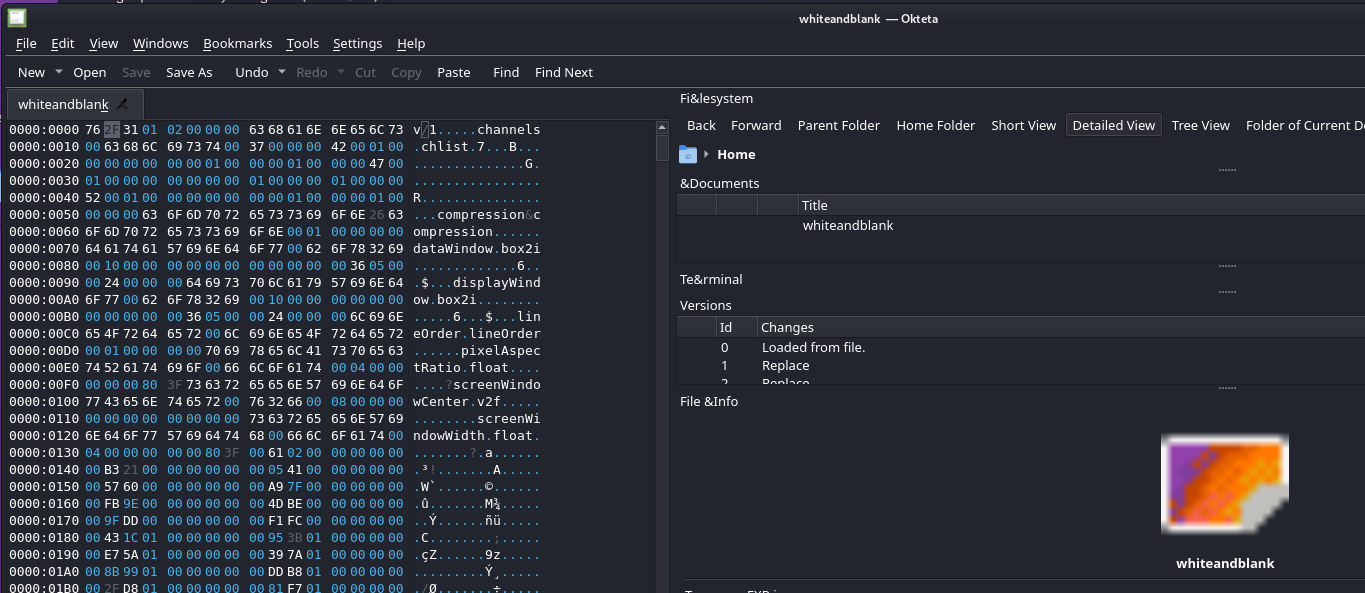 whiteandblank — Okteta
File Edit View Windows Bookmarks Tools Settings Help
New Open Save Save As Undo Redo Cut Copy Paste Find Find Next
whiteandblank
0000:0000 76 2F 31 01 02 00 00 00 63 68 61 6E 6E 65 6C 73 v/1.....channels
0000:0010 00 63 68 6C 69 73 74 00 37 00 00 00 42 00 01 00 .chlist.7...B...
0000:0020 00 00 00 00 00 01 00 00 00 01 00 00 00 47 00 .............G.
0000:0030 01 00 00 00 00 00 00 00 01 00 00 00 01 00 00 00 ................
0000:0040 52 00 01 00 00 00 00 00 00 00 01 00 00 00 01 00 R...............
0000:0050 00 00 00 63 6F 6D 70 72 65 73 73 69 6F 6E 26 63 ...compression&c
0000:0060 6F 6D 70 72 65 73 73 69 6F 6E 00 01 00 00 00 00 ompression......
0000:0070 64 61 74 61 57 69 6E 64 6F 77 00 62 6F 78 32 69 dataWindow.box2i
0000:0080 00 10 00 00 00 00 00 00 00 00 00 00 00 36 05 00 .............6..
0000:0090 00 24 00 00 00 64 69 73 70 6C 61 79 57 69 6E 64 .$...displayWind
0000:00A0 6F 77 00 62 6F 78 32 69 00 10 00 00 00 00 00 00 ow.box2i........
0000:00B0 00 00 00 00 00 36 05 00 00 24 00 00 00 6C 69 6E .....6...$...lin
0000:00C0 65 4F 72 64 65 72 00 6C 69 6E 65 4F 72 64 65 72 eOrder.lineOrder
0000:00D0 00 01 00 00 00 00 70 69 78 65 6C 41 73 70 65 63 ......pixelAspec
0000:00E0 74 52 61 74 69 6F 00 66 6C 6F 61 74 00 04 00 00 tRatio.float....
0000:00F0 00 00 00 80 3F 73 63 72 65 65 6E 57 69 6E 64 6F ....?screenWindo
0000:0100 77 43 65 6E 74 65 72 00 76 32 66 00 08 00 00 00 wCenter.v2f.....
0000:0110 00 00 00 00 00 00 00 00 73 63 72 65 65 6E 57 69 ........screenWi
0000:0120 6E 64 6F 77 57 69 64 74 68 00 66 6C 6F 61 74 00 ndowWidth.float.
0000:0130 04 00 00 00 00 00 80 3F 00 61 02 00 00 00 00 00 .......?.a......
0000:0140 00 B3 21 00 00 00 00 00 00 05 41 00 00 00 00 00 .³!.......A.....
0000:0150 00 57 60 00 00 00 00 00 00 A9 7F 00 00 00 00 00 .W`......©......
0000:0160 00 FB 9E 00 00 00 00 00 00 4D BE 00 00 00 00 00 .û.......M¾.....
0000:0170 00 9F DD 00 00 00 00 00 00 F1 FC 00 00 00 00 00 ..Ý......ñü.....
0000:0180 00 43 1C 01 00 00 00 00 00 95 3B 01 00 00 00 00 .C........;.....
0000:0190 00 E7 5A 01 00 00 00 00 00 39 7A 01 00 00 00 00 .çZ......9z.....
0000:01A0 00 8B 99 01 00 00 00 00 00 DD B8 01 00 00 00 00 .........Ý¸.....
0000:01B0 00 2F D8 01 00 00 00 00 00 81 F7 01 00 00 00 00 ./Ø.......÷.....
Fi&lesystem
Back Forward Parent Folder Home Folder Short View Detailed View Tree View Folder of Current D
Home
&Documents
Title
whiteandblank
Te&rminal
Versions
Id Changes
0 Loaded from file.
1 Replace
2 Replace
File &Info
whiteandblank